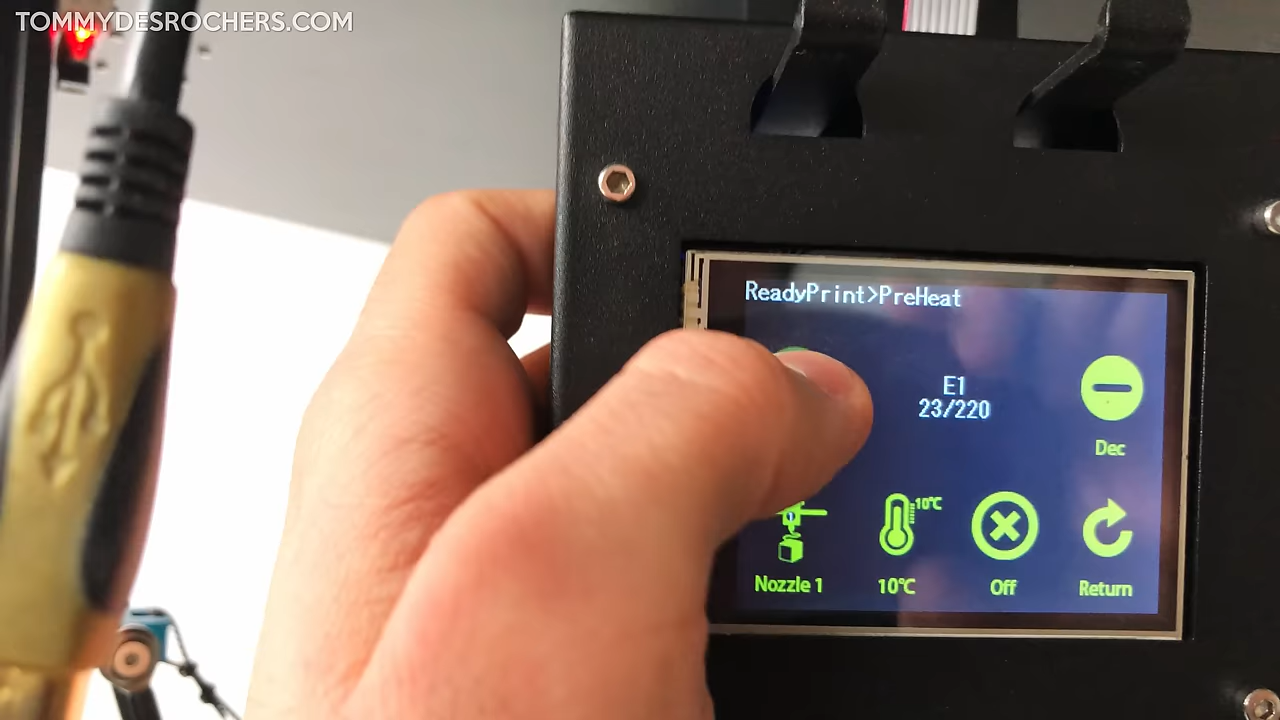 TOMMYDESROCHERS.COM
ReadyPrint>PreHeat
E1
23/220
Dec
10℃
Nozzle 1
10℃
Off
Return